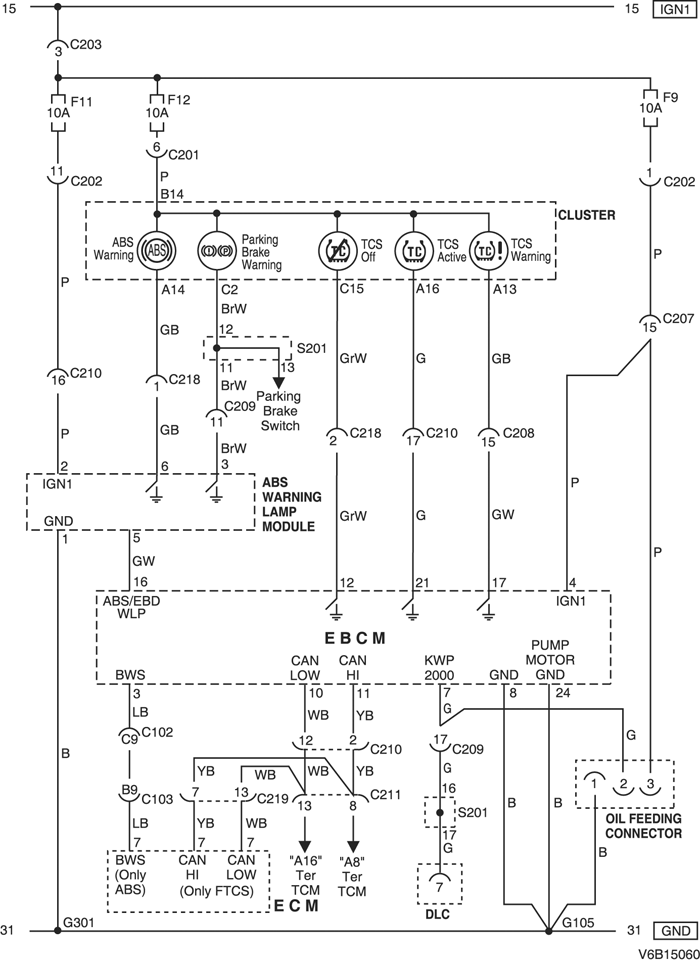 15
15
IGN1
3
C203
F11
10A
F12
10A
F9
10A
6
C201
11
C202
1
C202
P
B14
CLUSTER
ABS
Warning
ABS
Parking
Brake
Warning
P
TC
TCS
Off
TC
TCS
Active
TC
!
TCS
Warning
A14
C2
C15
A16
A13
P
P
BrW
GB
12
S201
15
C207
11
13
GrW
G
GB
16
C210
1
C218
BrW
C209
11
Parking
Brake
Switch
2
C218
17
C210
15
C208
P
GB
BrW
2
6
3
IGN1
ABS
WARNING
LAMP
MODULE
P
GND
1
5
GrW
G
GW
P
GW
16
12
21
17
4
ABS/EBD
WLP
IGN1
EBCM
BWS
CAN
LOW
CAN
HI
KWP
2000
GND
PUMP
MOTOR
GND
3
10
11
7
8
24
LB
WB
YB
G
C9
C102
12
2
C210
17
C209
G
B
YB
WB
WB
YB
G
B9
C103
7
13
C219
13
8
C211
16
S201
17
1
2
3
OIL FEEDING
CONNECTOR
LB
YB
WB
G
B
B
B
7
7
7
BWS
(Only
ABS)
CAN
HI
CAN
LOW
(Only FTCS)
ECM
"A16"
Ter
TCM
"A8"
Ter
TCM
7
DLC
31
G301
G105
31
GND
V6B15060